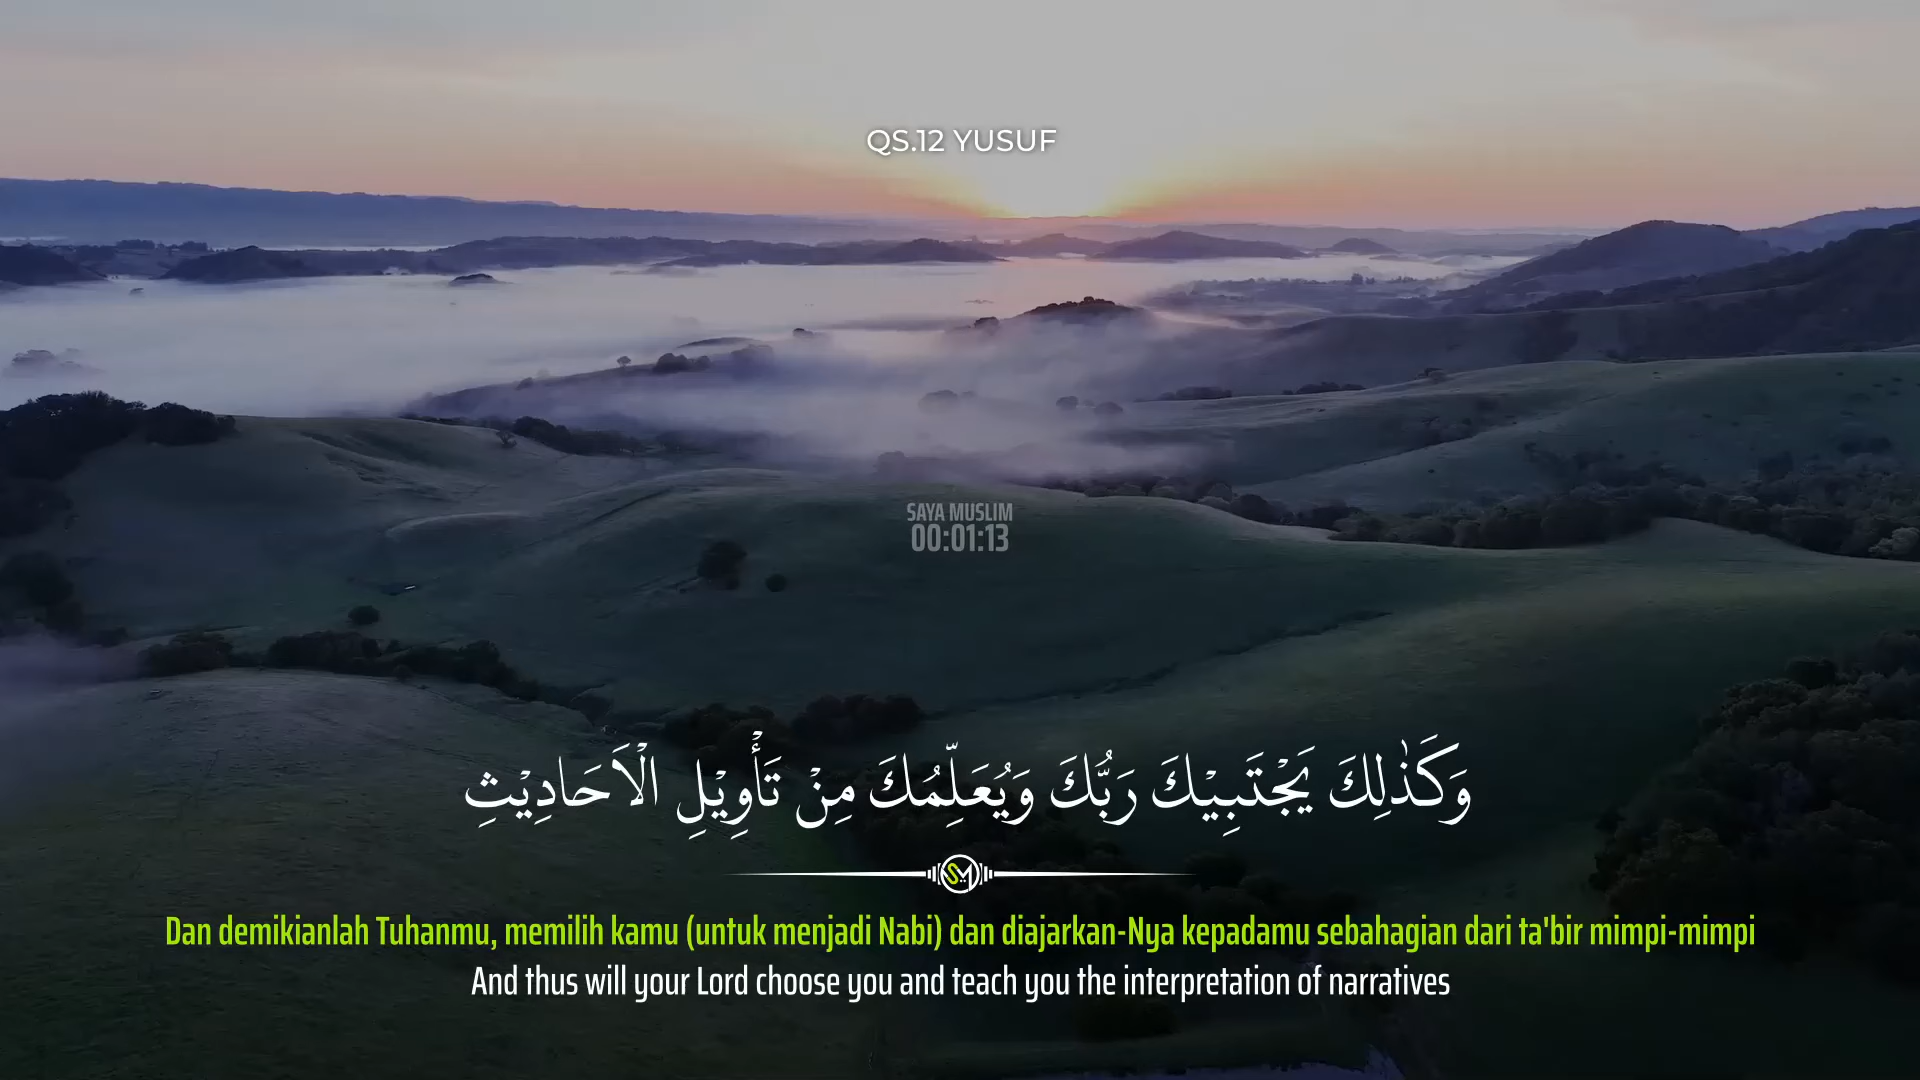 QS.12 YUSUF
SAYA MUSLIM
00:01:13
وَكَذٰلِكَ يَجْتَبِيْكَ رَبُّكَ وَيُعَلِّمُكَ مِنْ تَأْوِيْلِ الْاَحَادِيْثِ
SM
Dan demikianlah Tuhanmu, memilih kamu (untuk menjadi Nabi) dan diajarkan-Nya kepadamu sebahagian dari ta'bir mimpi-mimpi
And thus will your Lord choose you and teach you the interpretation of narratives